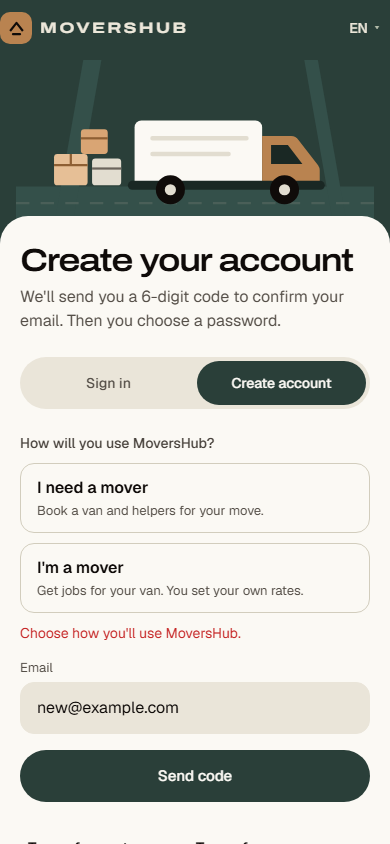 MOVERSHUB
EN
Create your account
We'll send you a 6-digit code to confirm your
email. Then you choose a password.
Sign in
Create account
How will you use MoversHub?
I need a mover
Book a van and helpers for your move.
I'm a mover
Get jobs for your van. You set your own rates.
Choose how you'll use MoversHub.
Email
new@example.com
Send code